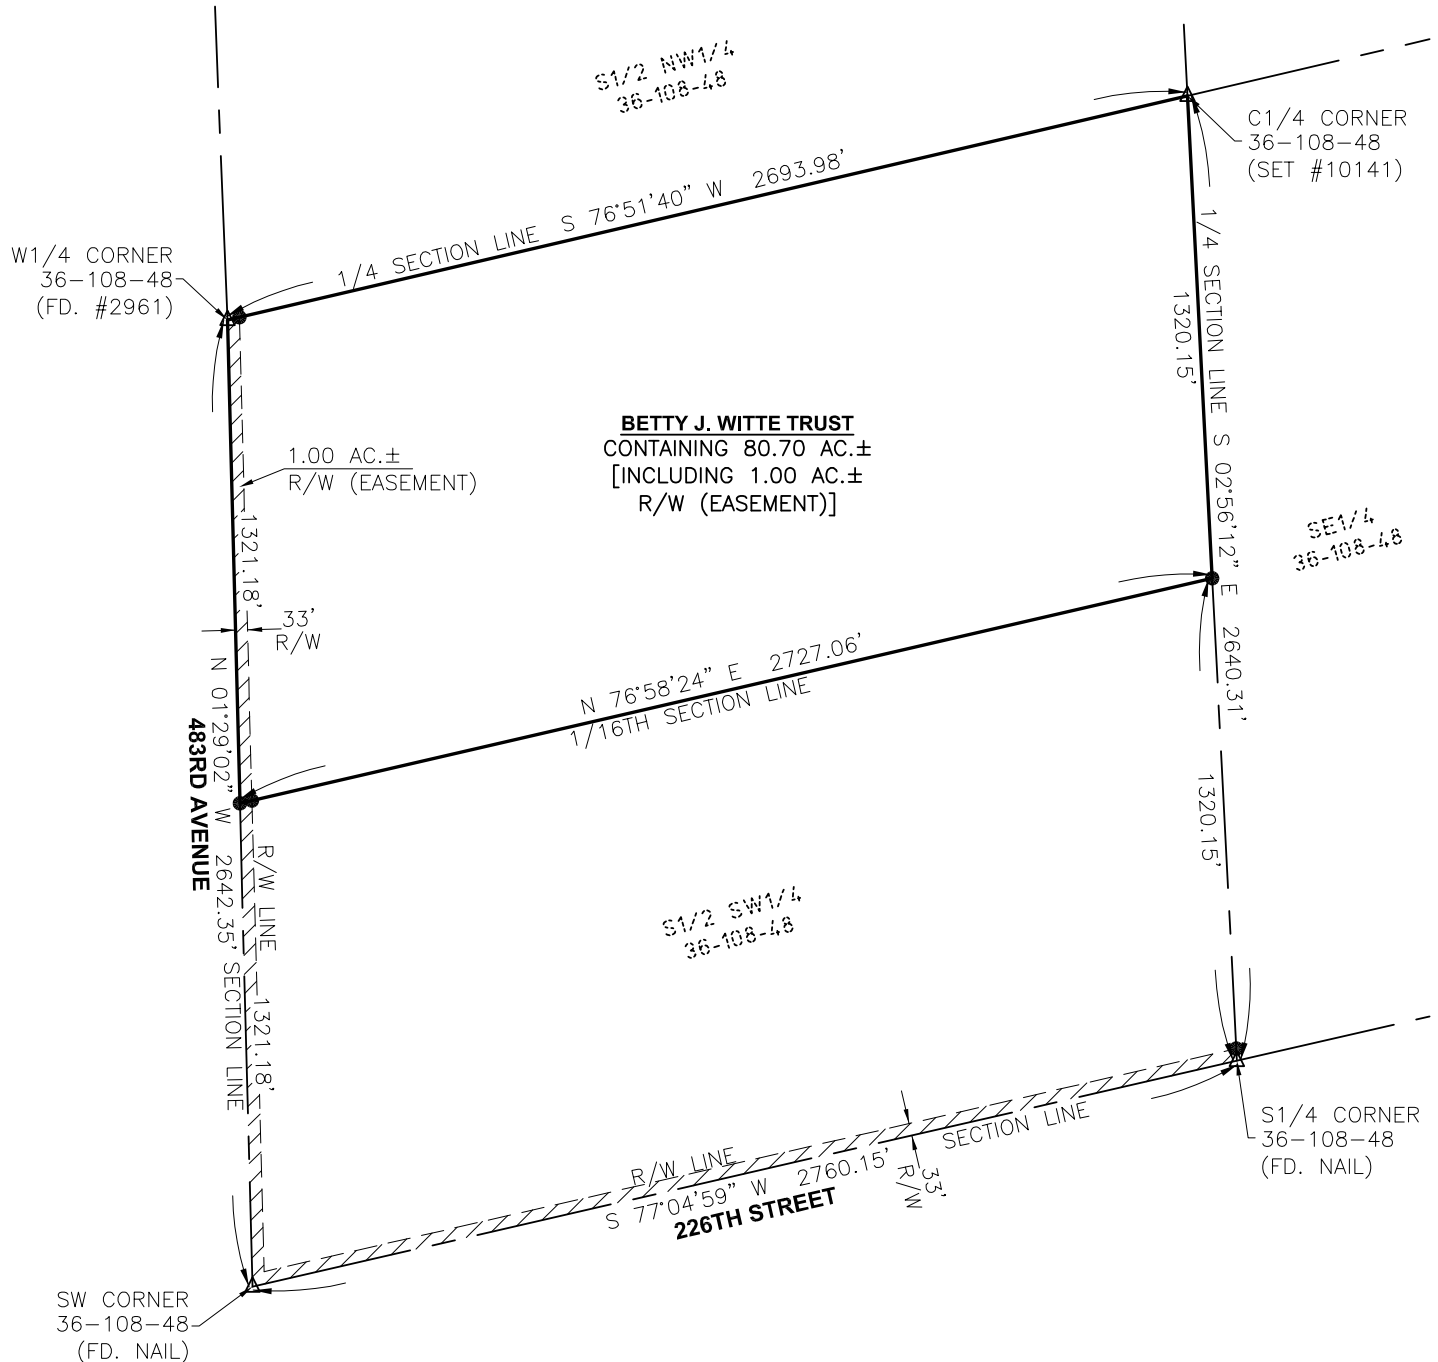 S1/2 NW1/4
36-108-48
C1/4 CORNER
36-108-48
(SET #10141)
1/4 SECTION LINE S 76°51'40" W 2693.98'
W1/4 CORNER
36-108-48
(FD. #2961)
1/4 SECTION LINE S 02°56'12" E 2640.31'
1320.15'
BETTY J. WITTE TRUST
CONTAINING 80.70 AC.±
[INCLUDING 1.00 AC.±
R/W (EASEMENT)]
1.00 AC.±
R/W (EASEMENT)
1321.18'
33'
R/W
SE1/4
36-108-48
N 76°58'24" E 2727.06'
1/16TH SECTION LINE
N 01°29'02" W 2642.35' SECTION LINE
483RD AVENUE
1320.15'
R/W LINE
1321.18'
S1/2 SW1/4
36-108-48
R/W LINE
S 77°04'59" W 2760.15'
SECTION LINE
226TH STREET
33'
R/W
S1/4 CORNER
36-108-48
(FD. NAIL)
SW CORNER
36-108-48
(FD. NAIL)